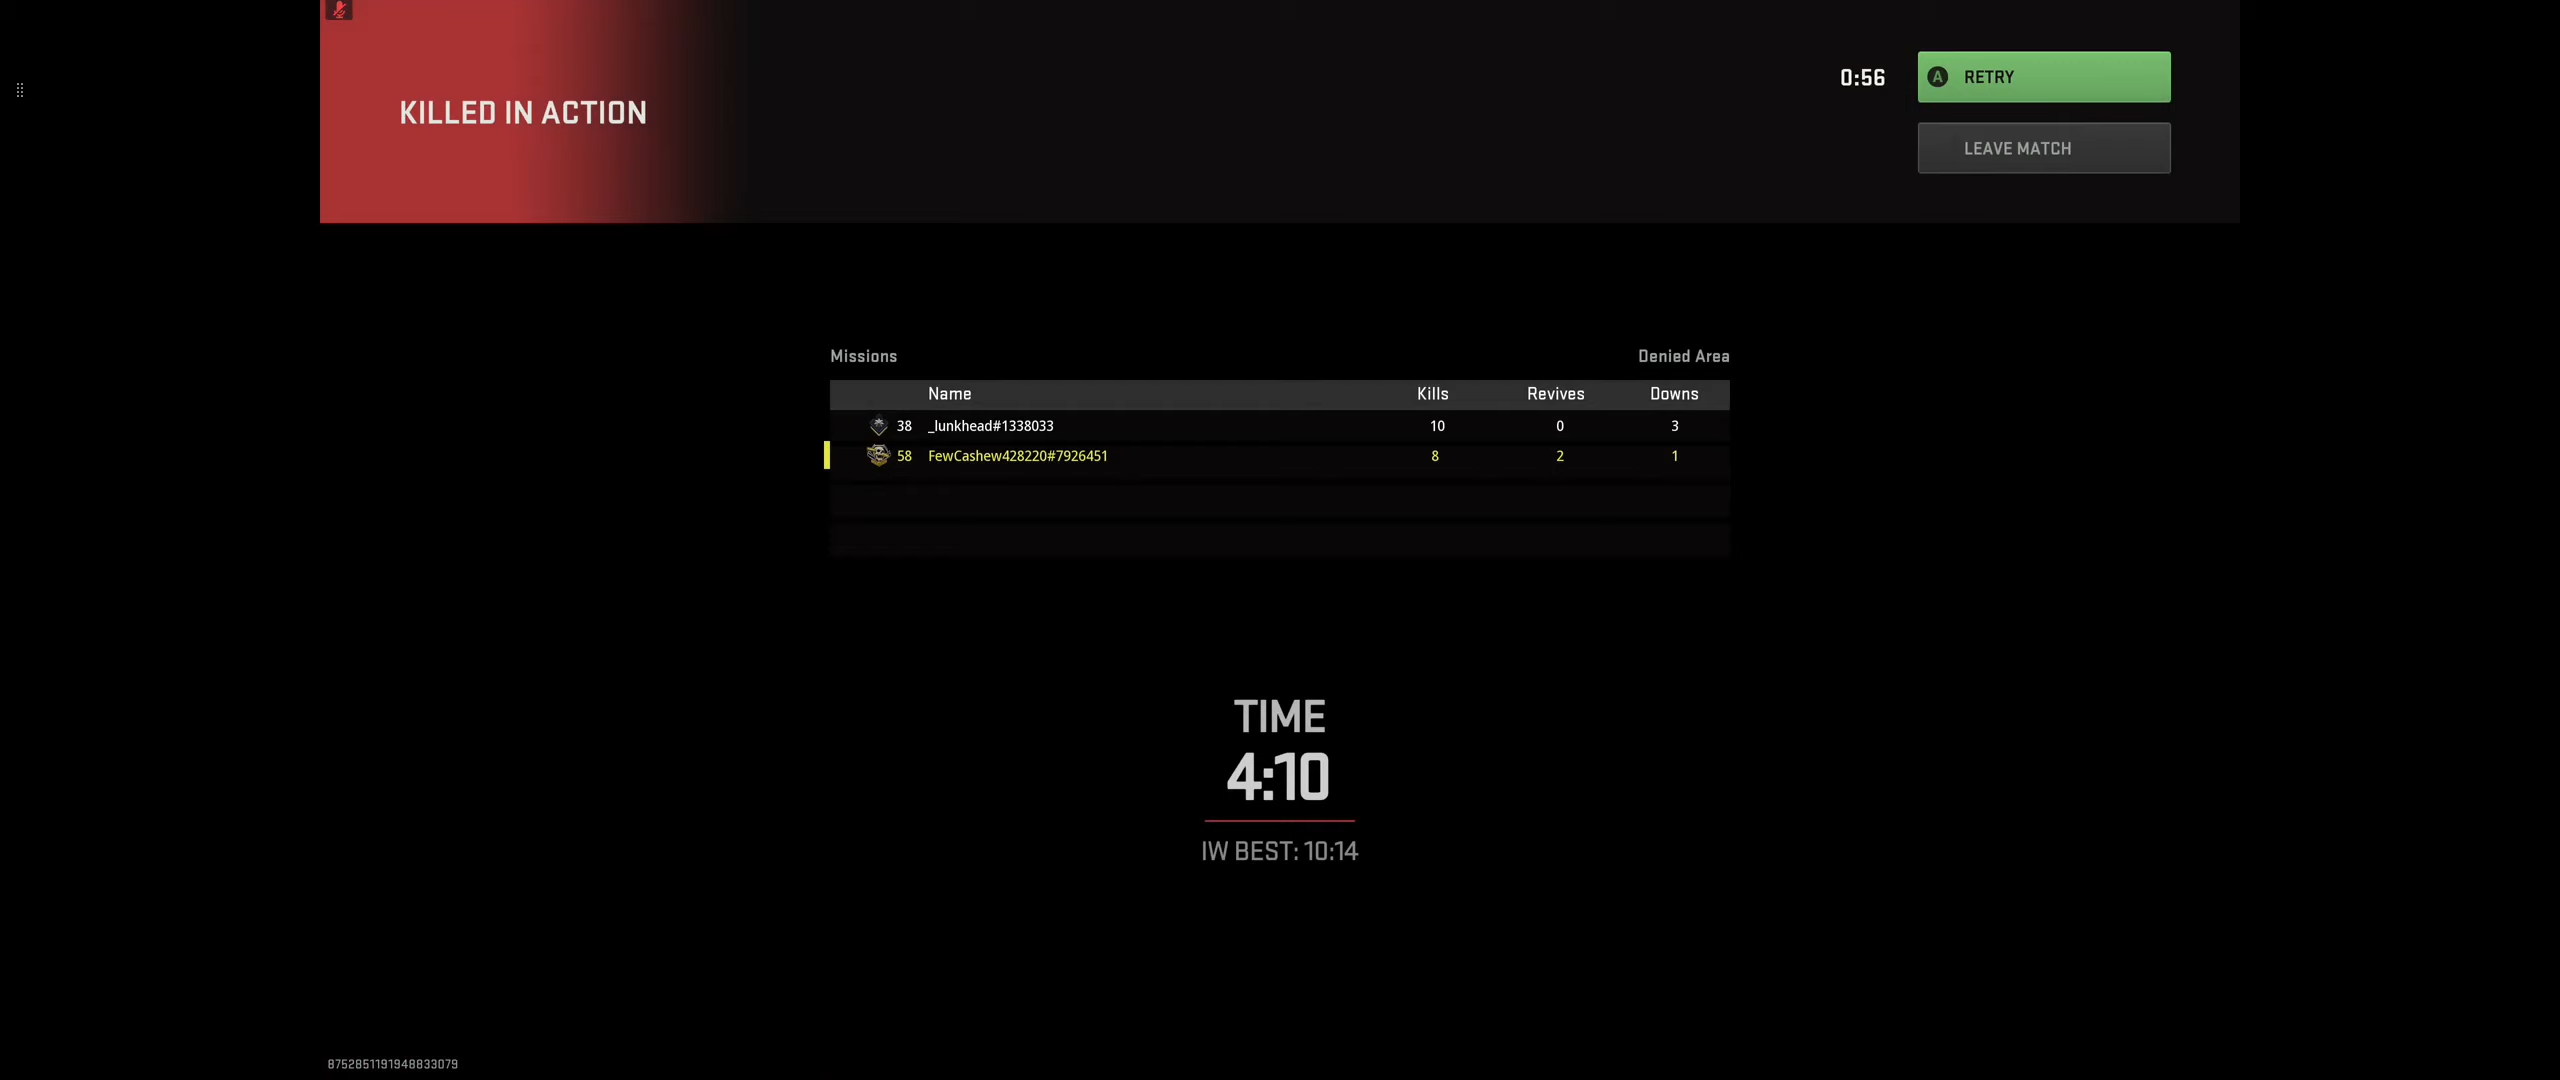 KILLED IN ACTION
0:56
A RETRY
LEAVE MATCH
Missions Denied Area
Name Kills Revives Downs
38 _lunkhead#1338033 10 0 3
58 FewCashew428220#7926451 8 2 1
TIME
4:10
IW BEST: 10:14
8752851191948833079